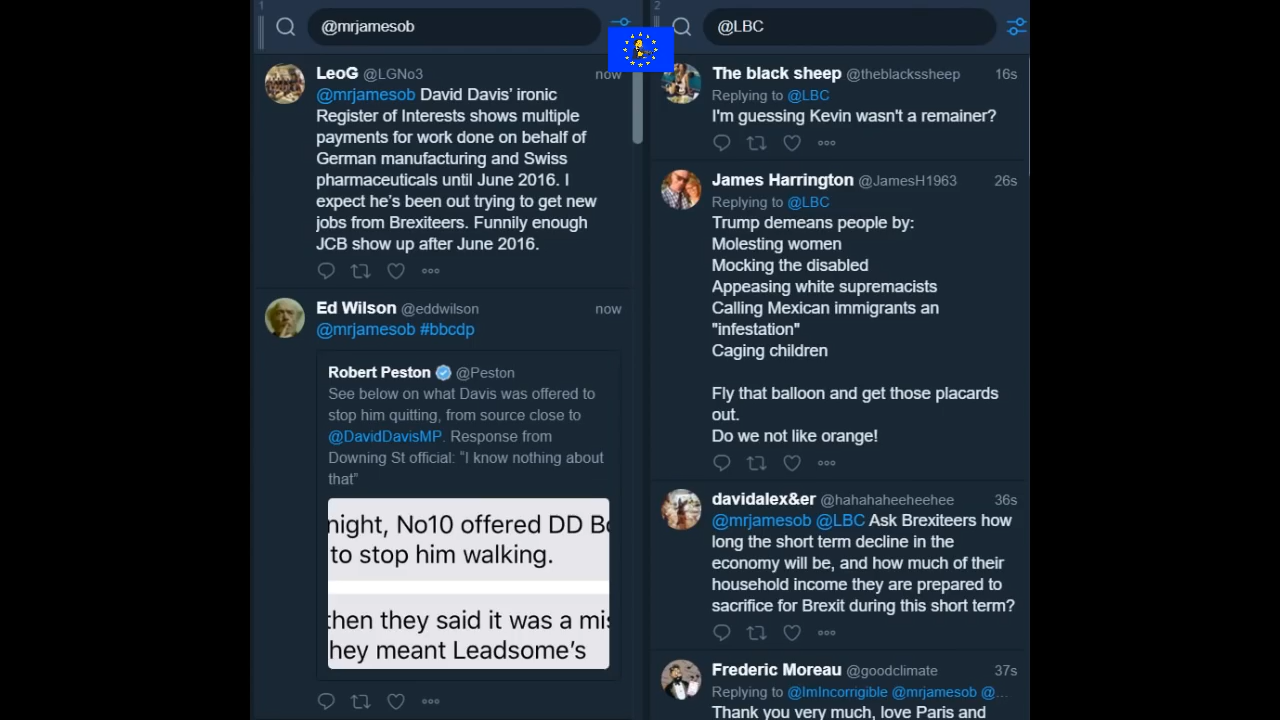 1
@mrjamesob
LeoG @LGNo3 now
@mrjamesob David Davis' ironic
Register of Interests shows multiple
payments for work done on behalf of
German manufacturing and Swiss
pharmaceuticals until June 2016. I
expect he's been out trying to get new
jobs from Brexiteers. Funnily enough
JCB show up after June 2016.
Ed Wilson @eddwilson now
@mrjamesob #bbcdp
Robert Peston @Peston
See below on what Davis was offered to
stop him quitting, from source close to
@DavidDavisMP. Response from
Downing St official: “I know nothing about
that”
night, No10 offered DD Bo
to stop him walking.
then they said it was a mis
hey meant Leadsome’s
2
@LBC
The black sheep @theblackssheep 16s
Replying to @LBC
I'm guessing Kevin wasn't a remainer?
James Harrington @JamesH1963 26s
Replying to @LBC
Trump demeans people by:
Molesting women
Mocking the disabled
Appeasing white supremacists
Calling Mexican immigrants an
"infestation"
Caging children
Fly that balloon and get those placards
out.
Do we not like orange!
davidalex&er @hahahaheeheehee 36s
@mrjamesob @LBC Ask Brexiteers how
long the short term decline in the
economy will be, and how much of their
household income they are prepared to
sacrifice for Brexit during this short term?
Frederic Moreau @goodclimate 37s
Replying to @ImIncorrigible @mrjamesob @...
Thank you very much, love Paris and